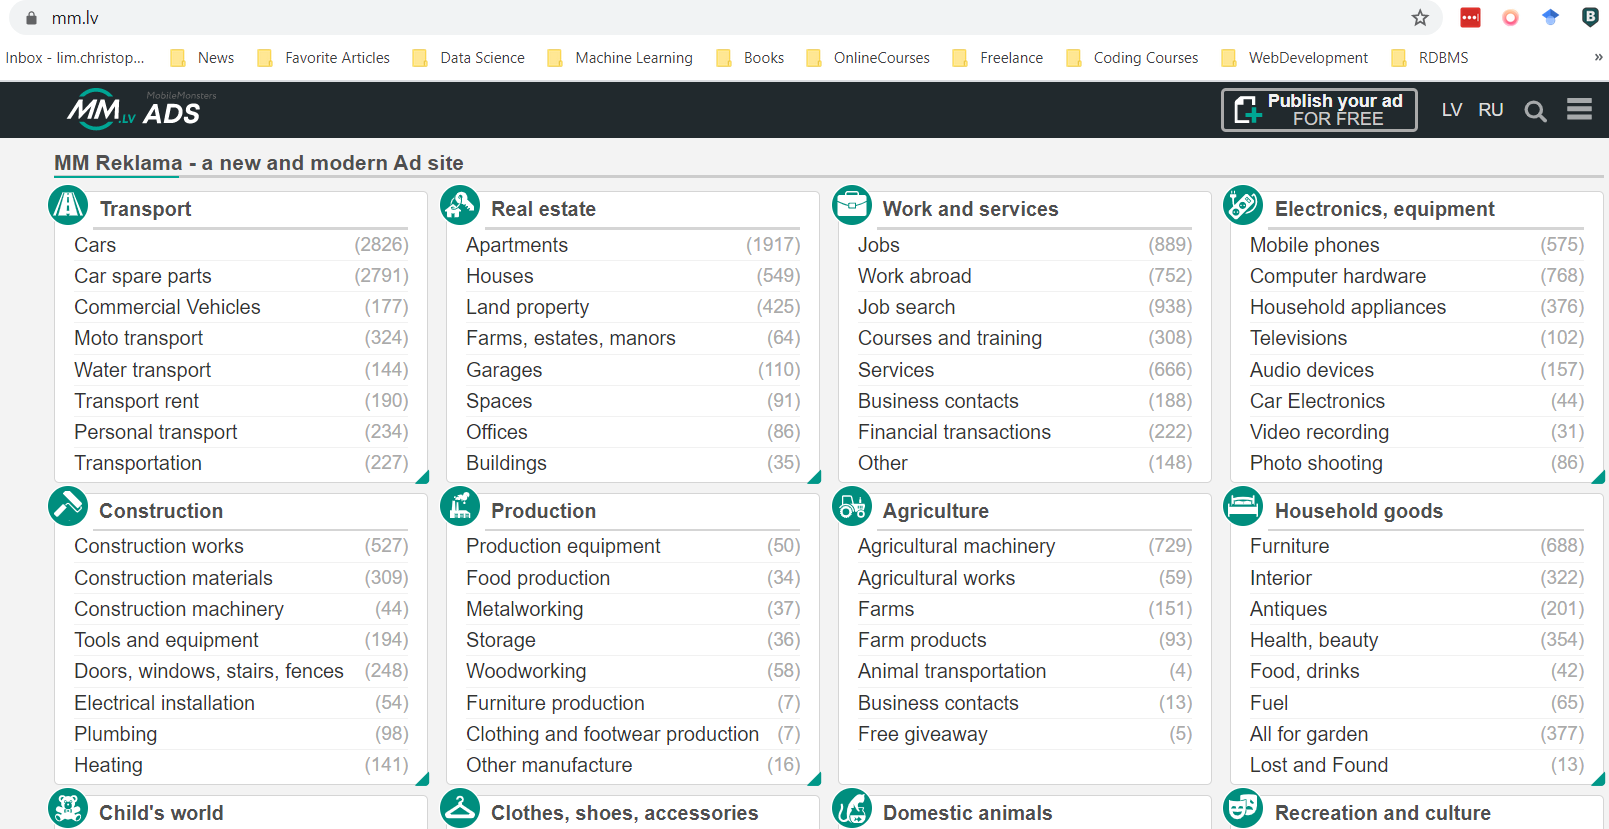 mm.lv
Inbox - lim.christop... News Favorite Articles Data Science Machine Learning Books OnlineCourses Freelance Coding Courses WebDevelopment RDBMS »
MobileMonsters
MM.LV ADS
Publish your ad
FOR FREE
LV RU
MM Reklama - a new and modern Ad site
Transport
Cars (2826)
Car spare parts (2791)
Commercial Vehicles (177)
Moto transport (324)
Water transport (144)
Transport rent (190)
Personal transport (234)
Transportation (227)
Real estate
Apartments (1917)
Houses (549)
Land property (425)
Farms, estates, manors (64)
Garages (110)
Spaces (91)
Offices (86)
Buildings (35)
Work and services
Jobs (889)
Work abroad (752)
Job search (938)
Courses and training (308)
Services (666)
Business contacts (188)
Financial transactions (222)
Other (148)
Electronics, equipment
Mobile phones (575)
Computer hardware (768)
Household appliances (376)
Televisions (102)
Audio devices (157)
Car Electronics (44)
Video recording (31)
Photo shooting (86)
Construction
Construction works (527)
Construction materials (309)
Construction machinery (44)
Tools and equipment (194)
Doors, windows, stairs, fences (248)
Electrical installation (54)
Plumbing (98)
Heating (141)
Production
Production equipment (50)
Food production (34)
Metalworking (37)
Storage (36)
Woodworking (58)
Furniture production (7)
Clothing and footwear production (7)
Other manufacture (16)
Agriculture
Agricultural machinery (729)
Agricultural works (59)
Farms (151)
Farm products (93)
Animal transportation (4)
Business contacts (13)
Free giveaway (5)
Household goods
Furniture (688)
Interior (322)
Antiques (201)
Health, beauty (354)
Food, drinks (42)
Fuel (65)
All for garden (377)
Lost and Found (13)
Child's world
Clothes, shoes, accessories
Domestic animals
Recreation and culture